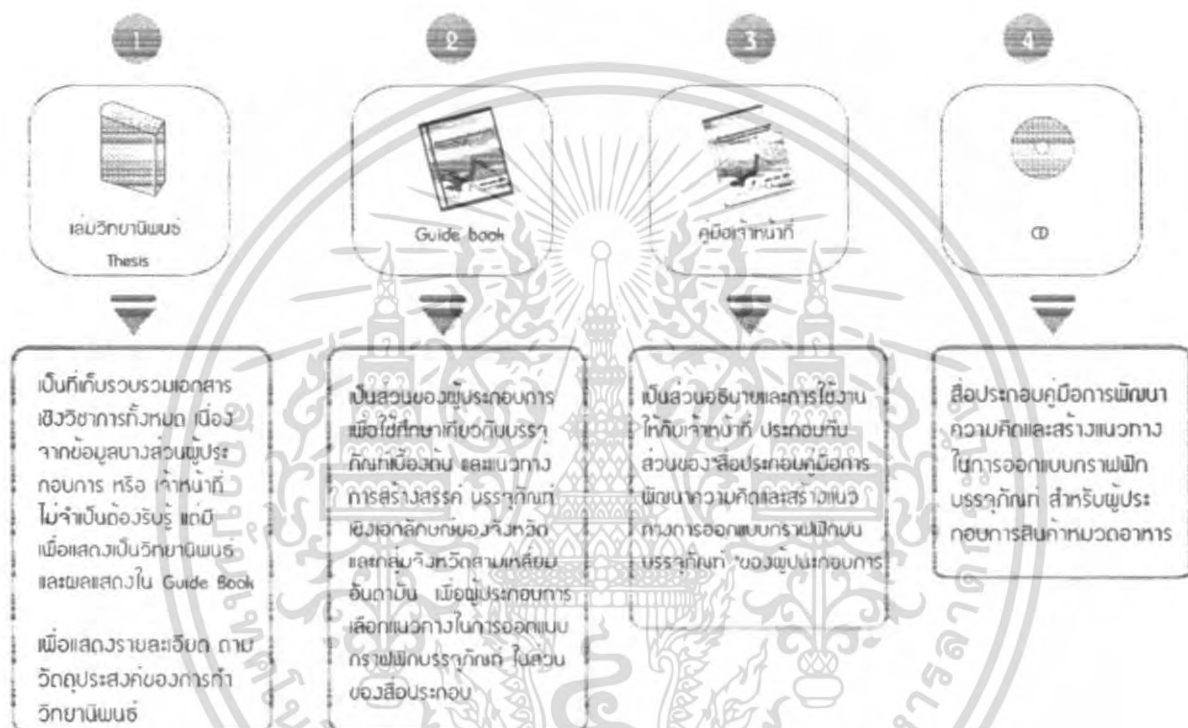 1
เล่มวิทยานิพนธ์
Thesis
เป็นที่เก็บรวบรวมเอกสาร
เชิงวิชาการทั้งหมด เนื่อง
จากข้อมูลบางส่วนผู้ประ
กอบการ หรือ เจ้าหน้าที่
ไม่จำเป็นต้องรับรู้ แต่มี
เพื่อแสดงเป็นวิทยานิพนธ์
และผลแสดงใน Guide Book
เพื่อแสดงรายละเอียด ตาม
วัตถุประสงค์ของการทำ
วิทยานิพนธ์
2
Guide book
เป็นส่วนของผู้ประกอบการ
เพื่อใช้ศึกษาเกี่ยวกับบรรจุ
ภัณฑ์เบื้องต้น และแนวทาง
การสร้างสรรค์ บรรจุภัณฑ์
เชิงเอกลักษณ์ของจังหวัด
และกลุ่มจังหวัดสามเหลี่ยม
อันดามัน เพื่อผู้ประกอบการ
เลือกแนวทางในการออกแบบ
กราฟฟิกบรรจุภัณฑ์ ในส่วน
ของสื่อประกอบ
3
คู่มือเจ้าหน้าที่
เป็นส่วนอธิบายและการใช้งาน
ให้กับเจ้าหน้าที่ ประกอบกับ
ส่วนของ"สื่อประกอบคู่มือการ
พัฒนาความคิดและสร้างแนว
ทางการออกแบบกราฟฟิกบน
บรรจุภัณฑ์ "ของผู้ประกอบการ
4
CD
สื่อประกอบคู่มือการพัฒนา
ความคิดและสร้างแนวทาง
ในการออกแบบกราฟฟิก
บรรจุภัณฑ์ สำหรับผู้ประ
กอบการสินค้าหมวดอาหาร